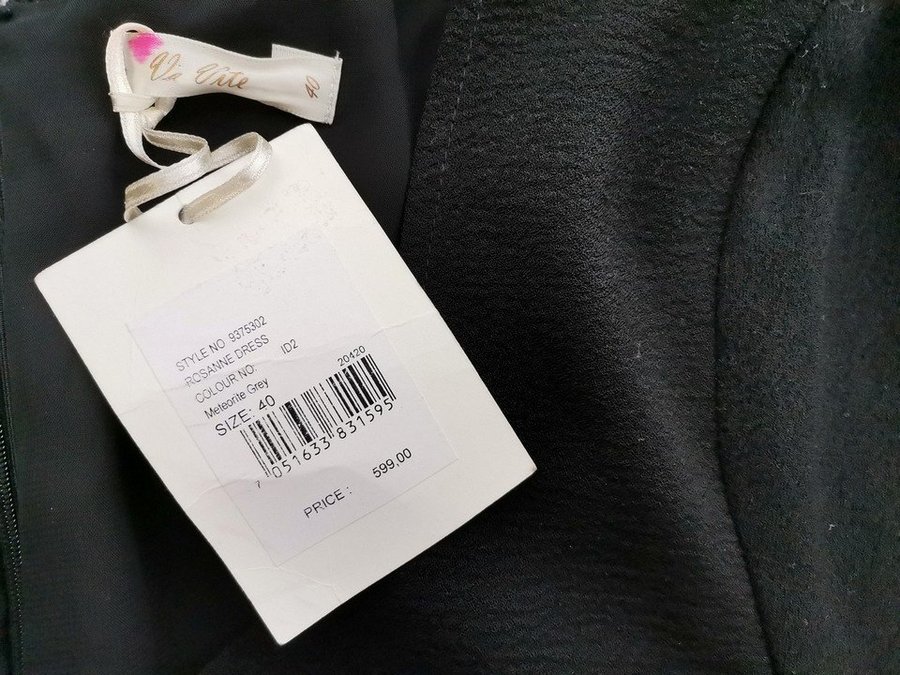 Va Vite
40
STYLE NO 9375302
ROSANNE DRESS
COLOUR NO: ID2
Meteorite Grey
SIZE: 40
20420
7 051633 831595
PRICE : 599,00